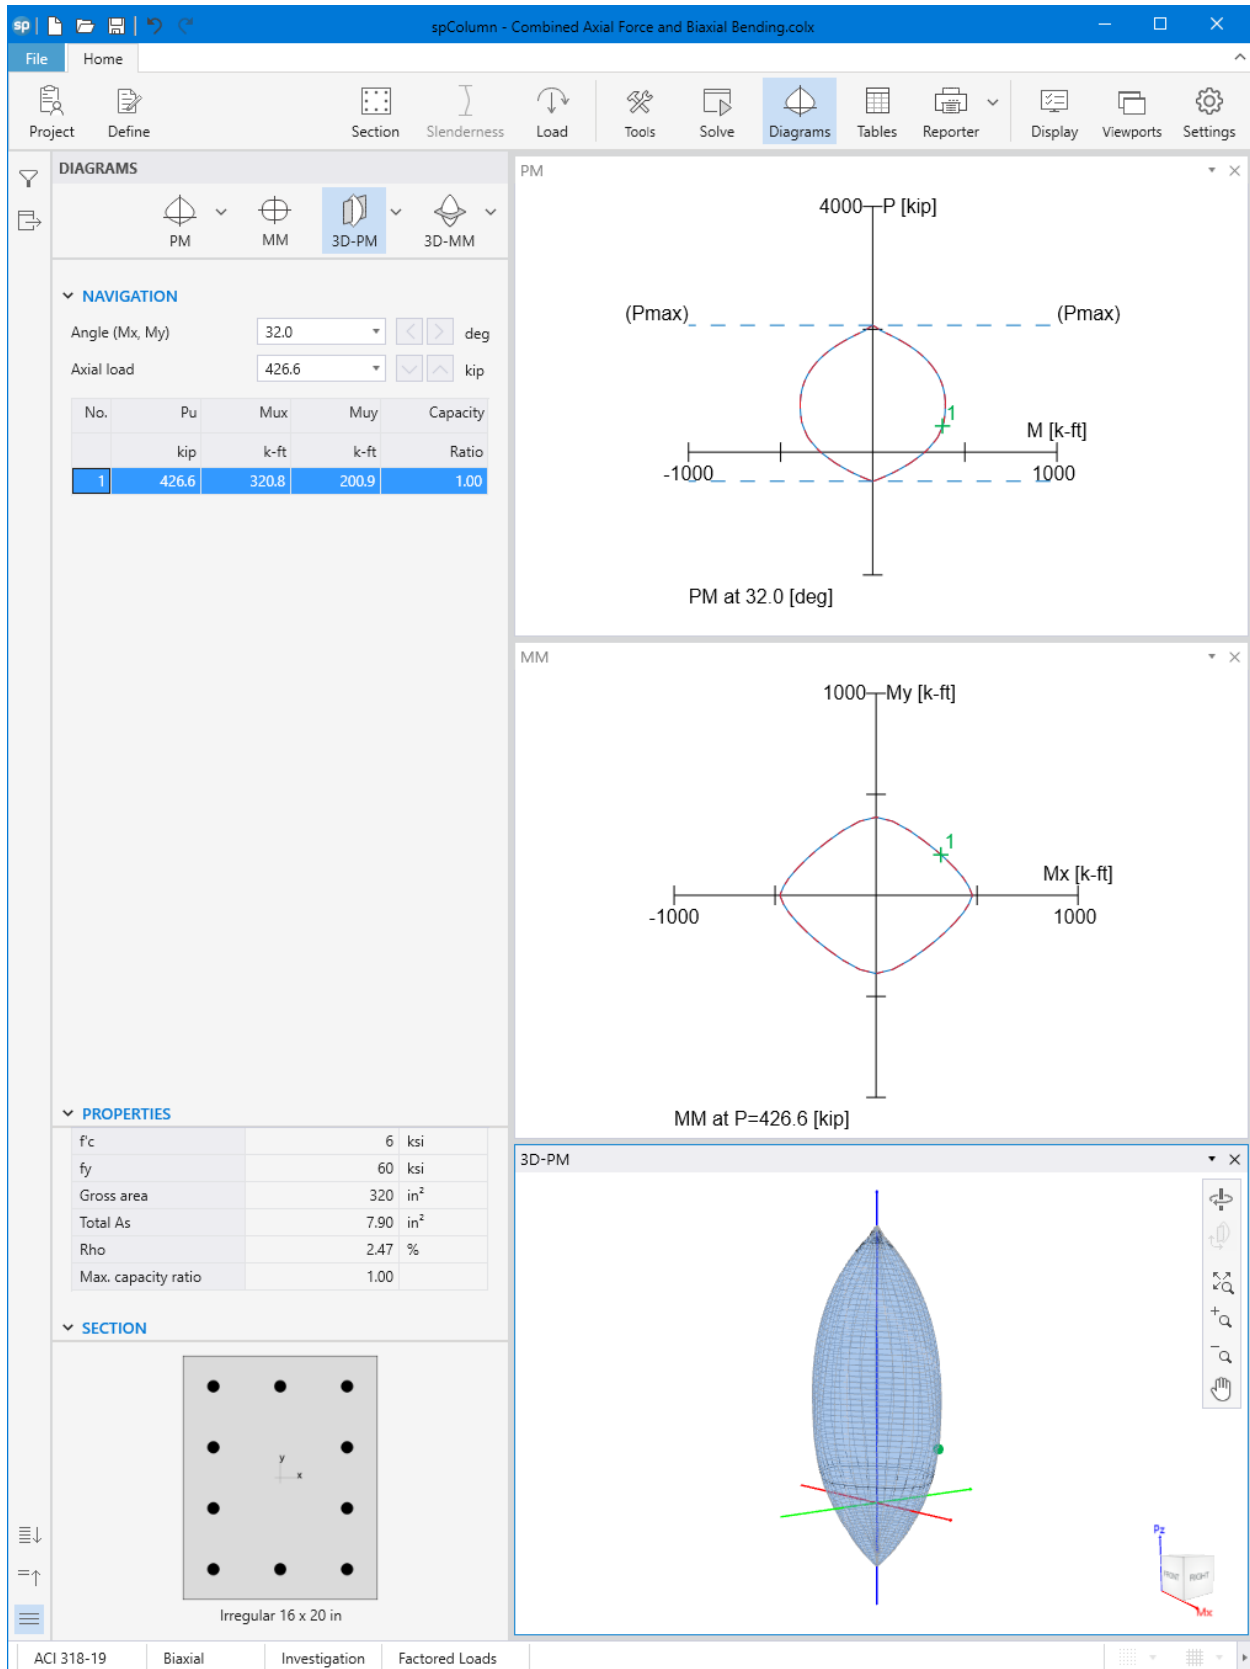 sp spColumn - Combined Axial Force and Biaxial Bending.colx
File Home
Project Define Section Slenderness Load Tools Solve Diagrams Tables Reporter Display Viewports Settings
DIAGRAMS
PM MM 3D-PM 3D-MM
NAVIGATION
Angle (Mx, My) 32.0 deg
Axial load 426.6 kip
No. Pu Mux Muy Capacity
kip k-ft k-ft Ratio
1 426.6 320.8 200.9 1.00
PROPERTIES
f'c 6 ksi
fy 60 ksi
Gross area 320 in²
Total As 7.90 in²
Rho 2.47 %
Max. capacity ratio 1.00
SECTION
y
x
Irregular 16 x 20 in
PM
4000 P [kip]
(Pmax) (Pmax)
1
M [k-ft]
-1000 1000
PM at 32.0 [deg]
MM
1000 My [k-ft]
1
Mx [k-ft]
-1000 1000
MM at P=426.6 [kip]
3D-PM
Pz
FRONT RIGHT
Mx
ACI 318-19 Biaxial Investigation Factored Loads